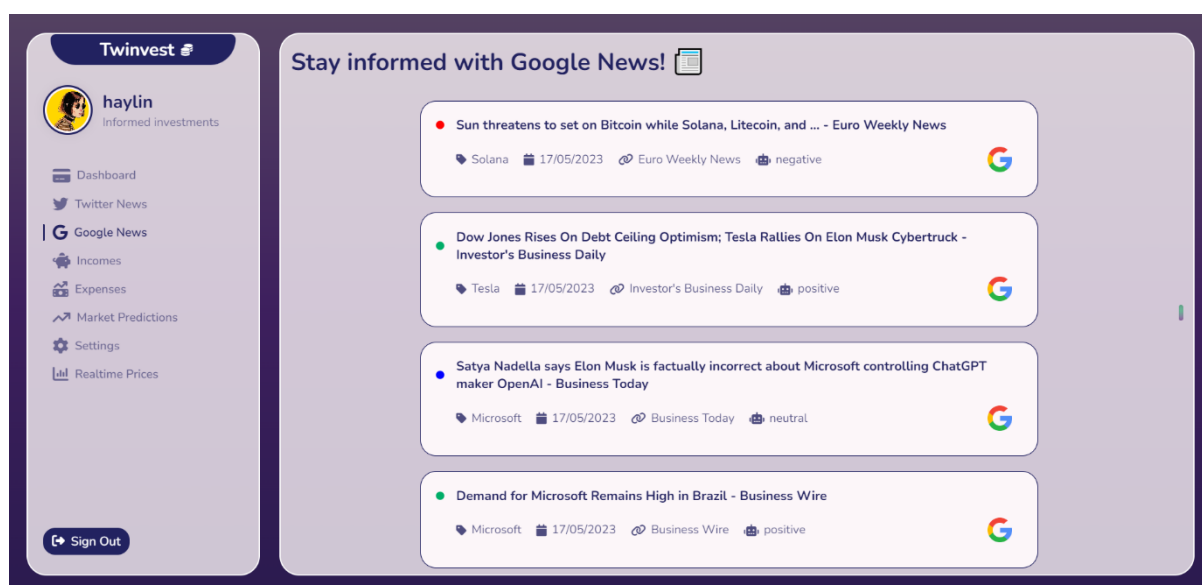 Twinvest
haylin
Informed investments
Dashboard
Twitter News
Google News
Incomes
Expenses
Market Predictions
Settings
Realtime Prices
Sign Out
Stay informed with Google News!
Sun threatens to set on Bitcoin while Solana, Litecoin, and ... - Euro Weekly News
Solana 17/05/2023 Euro Weekly News negative
Dow Jones Rises On Debt Ceiling Optimism; Tesla Rallies On Elon Musk Cybertruck -
Investor's Business Daily
Tesla 17/05/2023 Investor's Business Daily positive
Satya Nadella says Elon Musk is factually incorrect about Microsoft controlling ChatGPT
maker OpenAI - Business Today
Microsoft 17/05/2023 Business Today neutral
Demand for Microsoft Remains High in Brazil - Business Wire
Microsoft 17/05/2023 Business Wire positive